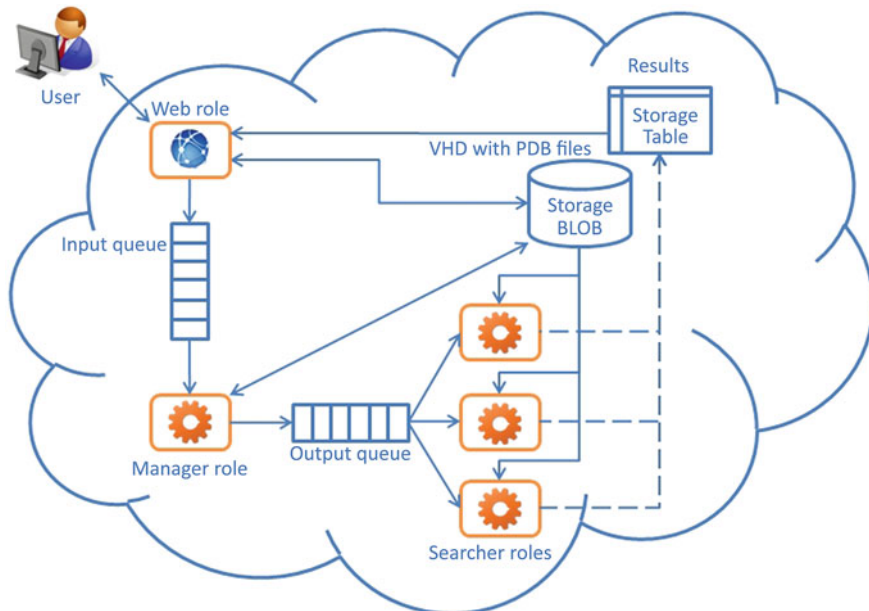 User
Web role
Results
Storage
Table
VHD with PDB files
Storage
BLOB
Input queue
Manager role
Output queue
Searcher roles